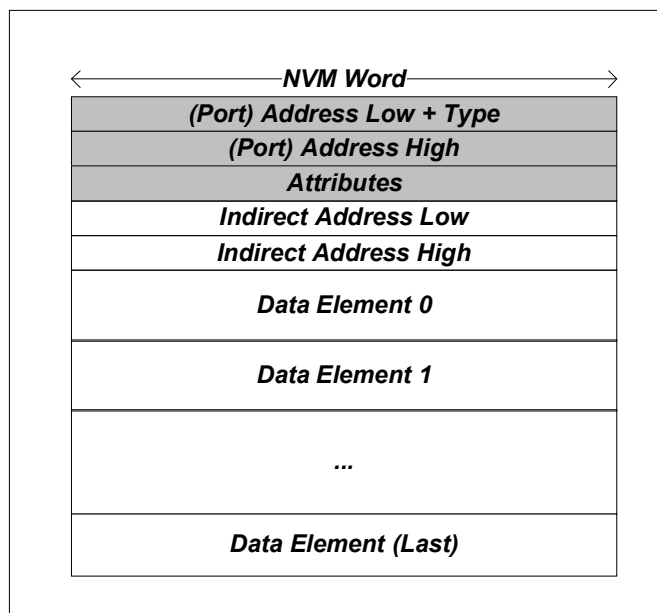 NVM Word
(Port) Address Low + Type
(Port) Address High
Attributes
Indirect Address Low
Indirect Address High
Data Element 0
Data Element 1
...
Data Element (Last)